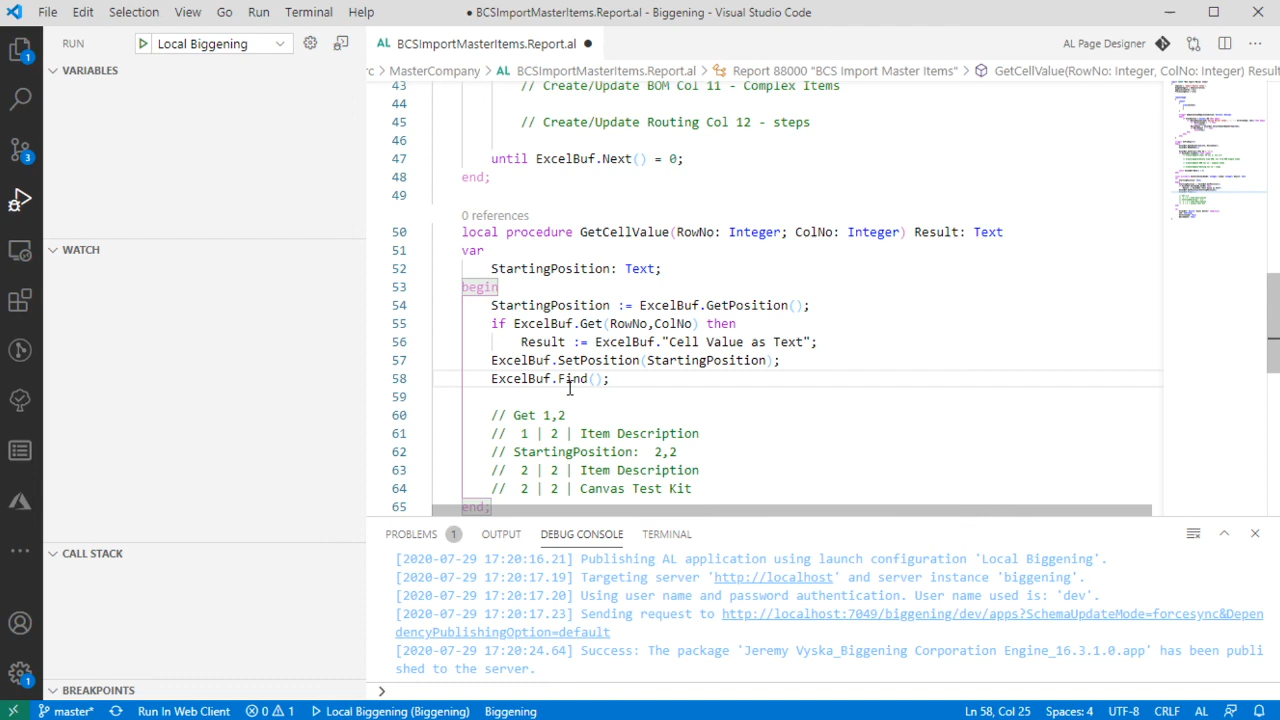 File Edit Selection View Go Run Terminal Help
● BCSImportMasterItems.Report.al - Biggening - Visual Studio Code
RUN
Local Biggening
BCSImportMasterItems.Report.al ●
AL Page Designer
VARIABLES
MasterCompany > BCSImportMasterItems.Report.al > Report 88000 "BCS Import Master Items" > GetCellValue(RowNo: Integer, ColNo: Integer) Result
43 // Create/Update BOM Col 11 - Complex Items
44
45 // Create/Update Routing Col 12 - steps
46
47 until ExcelBuf.Next() = 0;
48 end;
49
0 references
50 local procedure GetCellValue(RowNo: Integer; ColNo: Integer) Result: Text
51 var
52 StartingPosition: Text;
53 begin
54 StartingPosition := ExcelBuf.GetPosition();
55 if ExcelBuf.Get(RowNo,ColNo) then
56 Result := ExcelBuf."Cell Value as Text";
57 ExcelBuf.SetPosition(StartingPosition);
58 ExcelBuf.Find();
59
60 // Get 1,2
61 // 1 | 2 | Item Description
62 // StartingPosition: 2,2
63 // 2 | 2 | Item Description
64 // 2 | 2 | Canvas Test Kit
65 end;
WATCH
CALL STACK
BREAKPOINTS
PROBLEMS 1 OUTPUT DEBUG CONSOLE TERMINAL
[2020-07-29 17:20:16.21] Publishing AL application using launch configuration 'Local Biggening'.
[2020-07-29 17:20:17.19] Targeting server 'http://localhost' and server instance 'biggening'.
[2020-07-29 17:20:17.20] Using user name and password authentication. User name used is: 'dev'.
[2020-07-29 17:20:17.23] Sending request to http://localhost:7049/biggening/dev/apps?SchemaUpdateMode=forcesync&Depen
dencyPublishingOption=default
[2020-07-29 17:20:24.64] Success: The package 'Jeremy Vyska_Biggening Corporation Engine_16.3.1.0.app' has been publi
shed to the server.
master* Run In Web Client 0 1 Local Biggening (Biggening) Biggening Ln 58, Col 25 Spaces: 4 UTF-8 CRLF AL